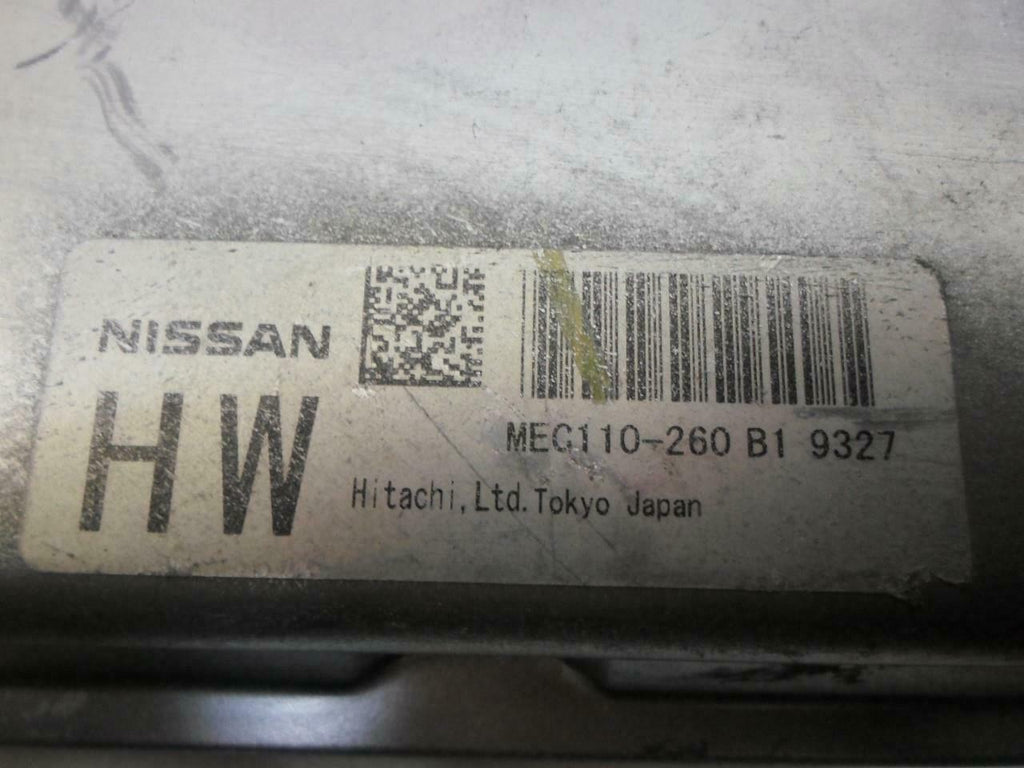 NISSAN
HW
MEC110-260 B1 9327
Hitachi,Ltd.Tokyo Japan